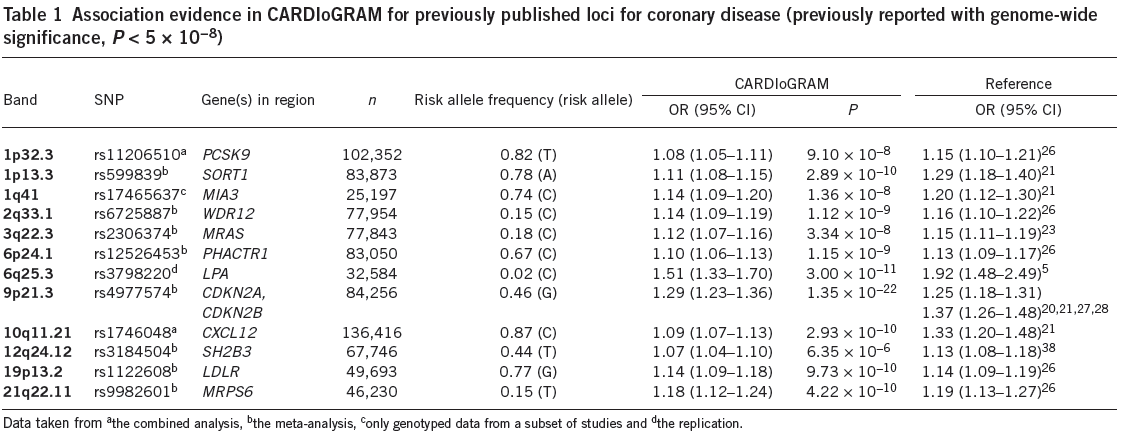 Table 1 Association evidence in CARDIoGRAM for previously published loci for coronary disease (previously reported with genome-wide
significance, P < 5 × 10–8)
CARDIoGRAM Reference
Band SNP Gene(s) in region n Risk allele frequency (risk allele) OR (95% CI) P OR (95% CI)
1p32.3 rs11206510a PCSK9 102,352 0.82 (T) 1.08 (1.05–1.11) 9.10 × 10–8 1.15 (1.10–1.21)26
1p13.3 rs599839b SORT1 83,873 0.78 (A) 1.11 (1.08–1.15) 2.89 × 10–10 1.29 (1.18–1.40)21
1q41 rs17465637c MIA3 25,197 0.74 (C) 1.14 (1.09–1.20) 1.36 × 10–8 1.20 (1.12–1.30)21
2q33.1 rs6725887b WDR12 77,954 0.15 (C) 1.14 (1.09–1.19) 1.12 × 10–9 1.16 (1.10–1.22)26
3q22.3 rs2306374b MRAS 77,843 0.18 (C) 1.12 (1.07–1.16) 3.34 × 10–8 1.15 (1.11–1.19)23
6p24.1 rs12526453b PHACTR1 83,050 0.67 (C) 1.10 (1.06–1.13) 1.15 × 10–9 1.13 (1.09–1.17)26
6q25.3 rs3798220d LPA 32,584 0.02 (C) 1.51 (1.33–1.70) 3.00 × 10–11 1.92 (1.48–2.49)5
9p21.3 rs4977574b CDKN2A, 84,256 0.46 (G) 1.29 (1.23–1.36) 1.35 × 10–22 1.25 (1.18–1.31)
CDKN2B 1.37 (1.26–1.48)20,21,27,28
10q11.21 rs1746048a CXCL12 136,416 0.87 (C) 1.09 (1.07–1.13) 2.93 × 10–10 1.33 (1.20–1.48)21
12q24.12 rs3184504b SH2B3 67,746 0.44 (T) 1.07 (1.04–1.10) 6.35 × 10–6 1.13 (1.08–1.18)38
19p13.2 rs1122608b LDLR 49,693 0.77 (G) 1.14 (1.09–1.18) 9.73 × 10–10 1.14 (1.09–1.19)26
21q22.11 rs9982601b MRPS6 46,230 0.15 (T) 1.18 (1.12–1.24) 4.22 × 10–10 1.19 (1.13–1.27)26
Data taken from athe combined analysis, bthe meta-analysis, conly genotyped data from a subset of studies and dthe replication.